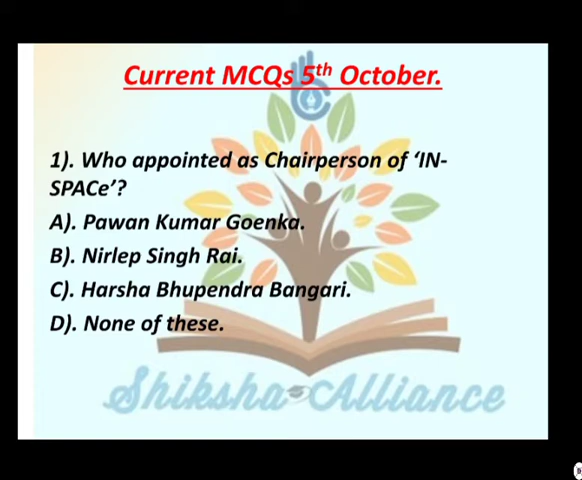 Current MCQs 5th October.
1). Who appointed as Chairperson of ‘IN-
SPACe’?
A). Pawan Kumar Goenka.
B). Nirlep Singh Rai.
C). Harsha Bhupendra Bangari.
D). None of these.
Shiksha Alliance